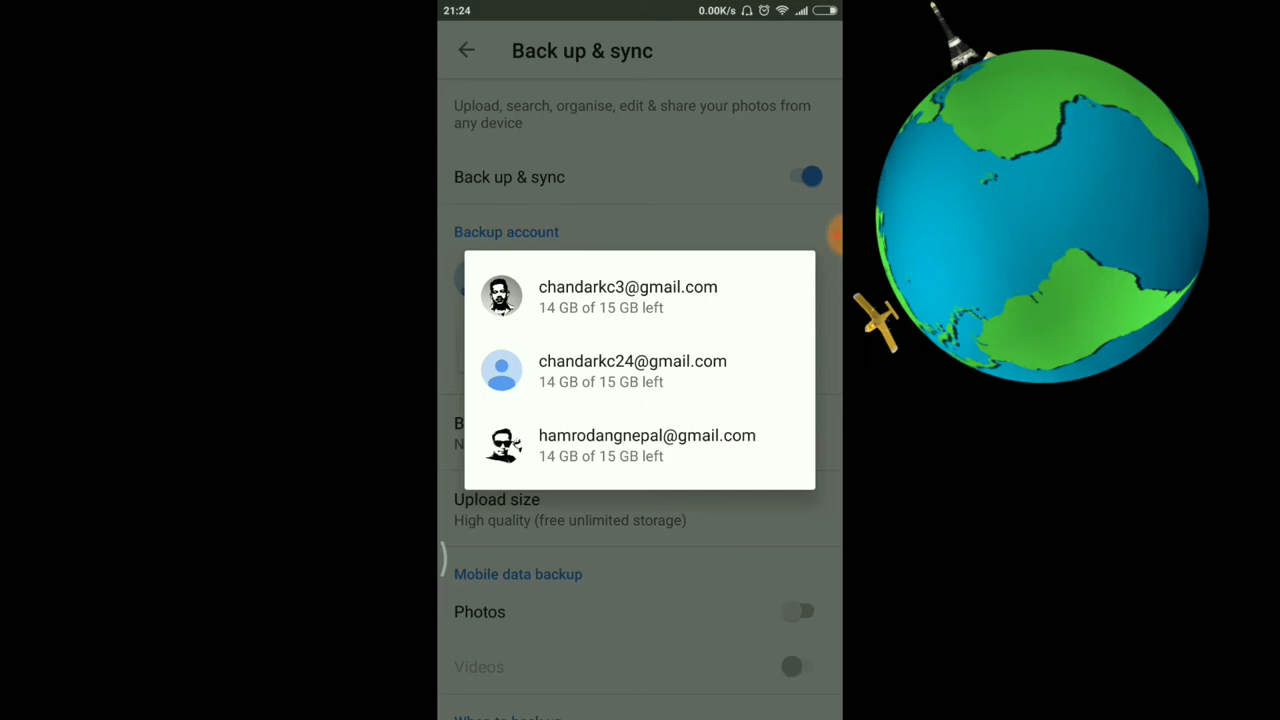 21:24
0.00K/s
Back up & sync
Upload, search, organise, edit & share your photos from
any device
Back up & sync
Backup account
chandarkc3@gmail.com
14 GB of 15 GB left
chandarkc24@gmail.com
14 GB of 15 GB left
hamrodangnepal@gmail.com
14 GB of 15 GB left
B
N
Upload size
High quality (free unlimited storage)
Mobile data backup
Photos
Videos